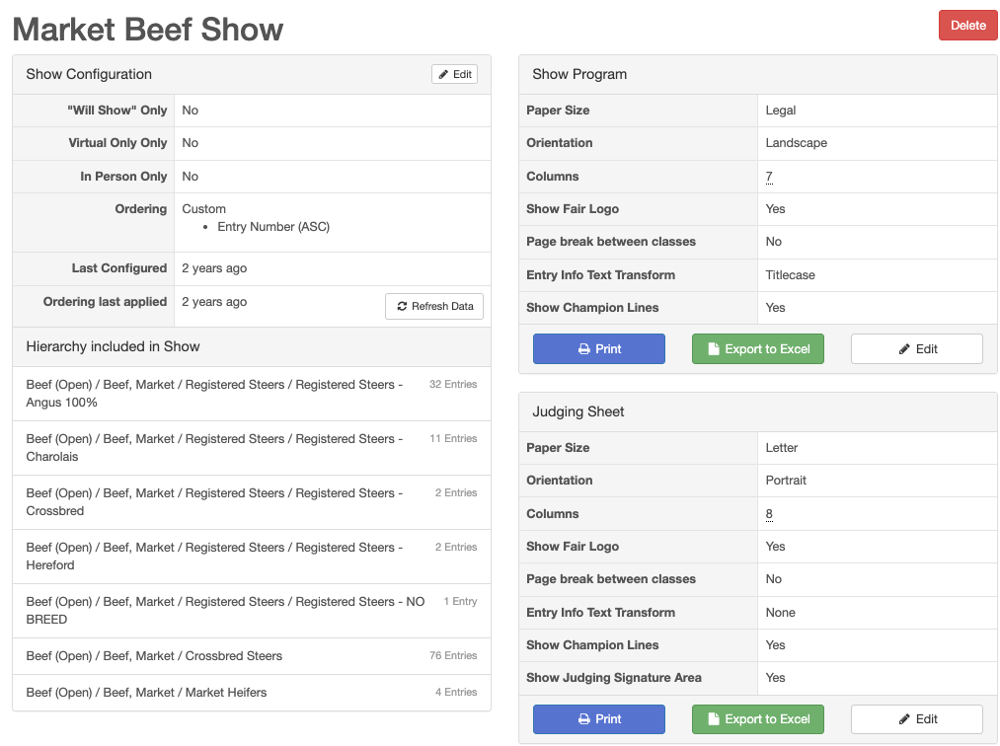 Market Beef Show
Delete
Show Configuration
Edit
"Will Show" Only No
Virtual Only Only No
In Person Only No
Ordering Custom
• Entry Number (ASC)
Last Configured 2 years ago
Ordering last applied 2 years ago
Refresh Data
Hierarchy included in Show
Beef (Open) / Beef, Market / Registered Steers / Registered Steers - 32 Entries
Angus 100%
Beef (Open) / Beef, Market / Registered Steers / Registered Steers - 11 Entries
Charolais
Beef (Open) / Beef, Market / Registered Steers / Registered Steers - 2 Entries
Crossbred
Beef (Open) / Beef, Market / Registered Steers / Registered Steers - 2 Entries
Hereford
Beef (Open) / Beef, Market / Registered Steers / Registered Steers - NO 1 Entry
BREED
Beef (Open) / Beef, Market / Crossbred Steers 76 Entries
Beef (Open) / Beef, Market / Market Heifers 4 Entries
Show Program
Paper Size Legal
Orientation Landscape
Columns 7
Show Fair Logo Yes
Page break between classes No
Entry Info Text Transform Titlecase
Show Champion Lines Yes
Print Export to Excel Edit
Judging Sheet
Paper Size Letter
Orientation Portrait
Columns 8
Show Fair Logo Yes
Page break between classes No
Entry Info Text Transform None
Show Champion Lines Yes
Show Judging Signature Area Yes
Print Export to Excel Edit